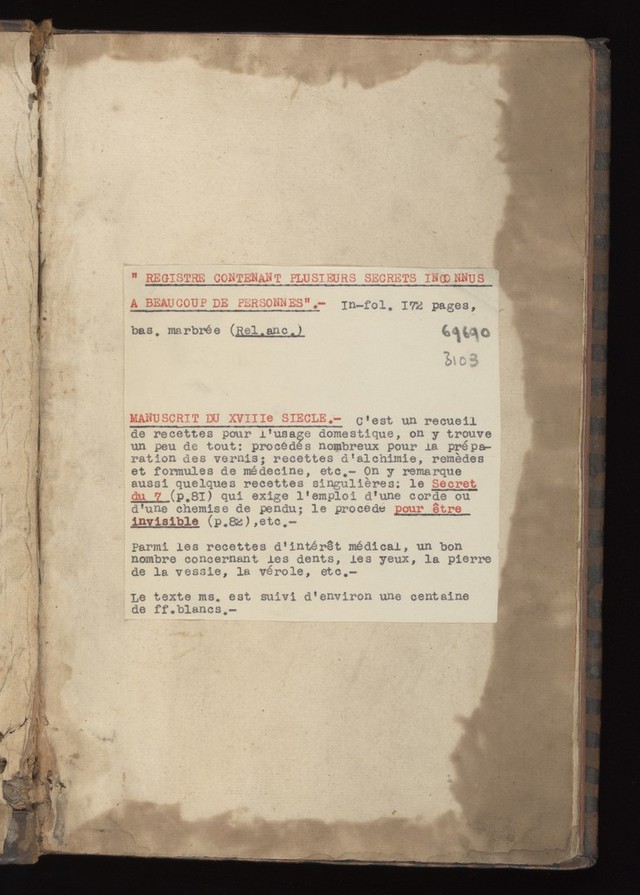 " REGISTRE CONTENANT PLUSIEURS SECRETS INCONNUS
A BEAUCOUP DE PERSONNES".- In-fol. I72 pages,
bas. marbrée (Rel.anc.)
69690
3103
MANUSCRIT DU XVIIIe SIECLE.- C'est un recueil
de recettes pour l'usage domestique, on y trouve
un peu de tout: procédés nombreux pour la prépa-
ration des vernis; recettes d'alchimie, remèdes
et formules de médecine, etc.- On y remarque
aussi quelques recettes singulières: le Secret
du 7 (p.8I) qui exige l'emploi d'une corde ou
d'une chemise de pendu; le procédé pour être
invisible (p.82),etc.-
Parmi les recettes d'intérêt médical, un bon
nombre concernant les dents, les yeux, la pierre
de la vessie, la vérole, etc.-
Le texte ms. est suivi d'environ une centaine
de ff.blancs.-